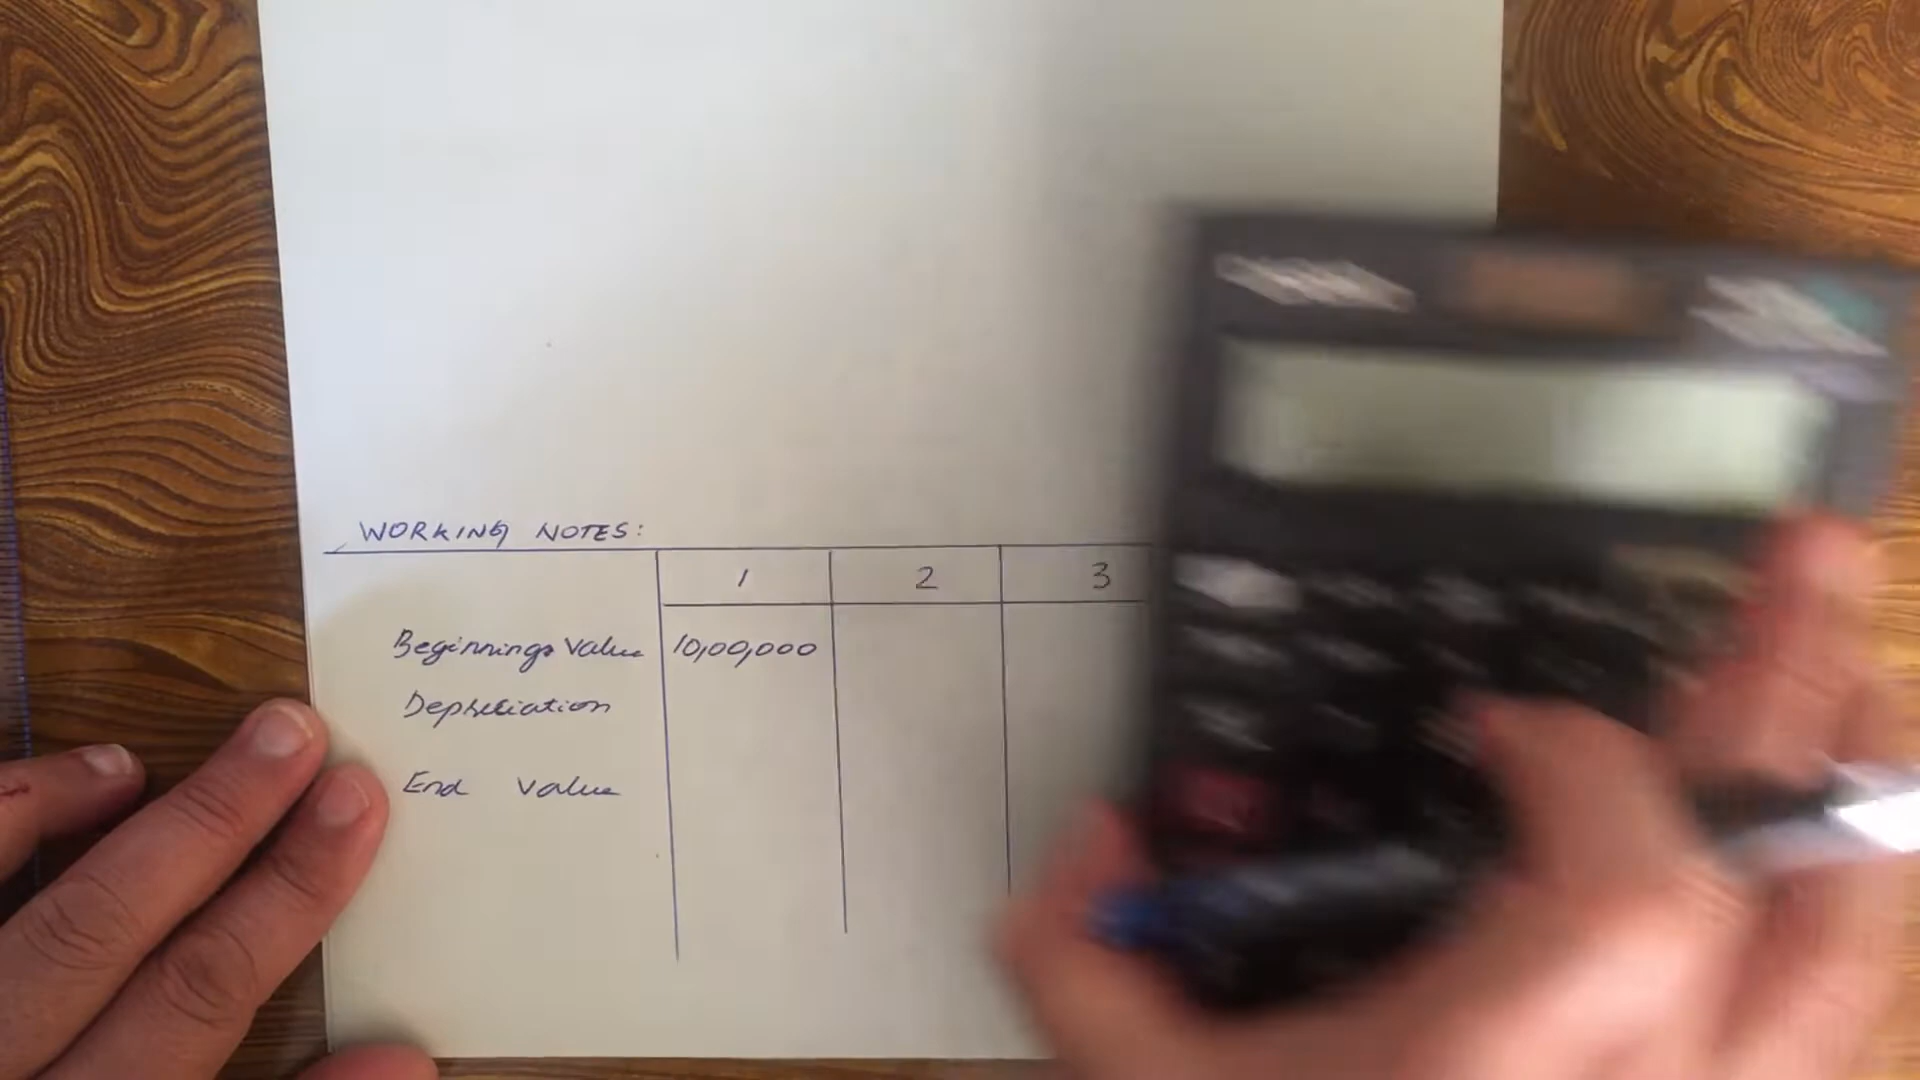 WORKING NOTES:
1 2 3
Beginnings Value 10,00,000
Depreciation
End Value